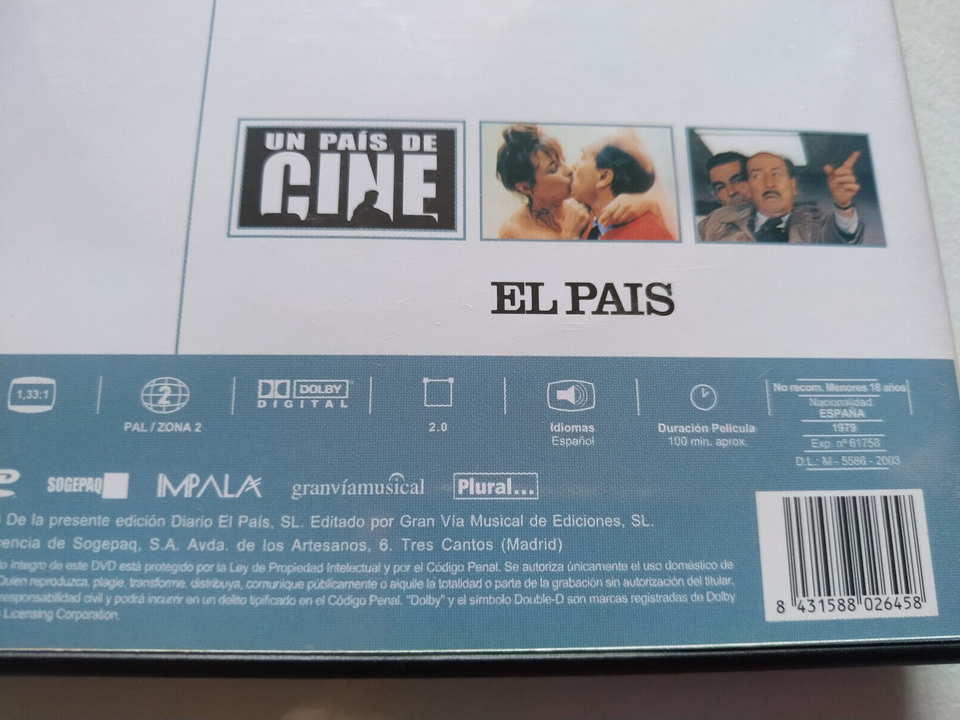 UN PAÍS DE
CINE
EL PAIS
1,33:1
2
PAL / ZONA 2
DOLBY
DIGITAL
2.0
Idiomas
Español
Duración Película
100 min. aprox.
No recom. Menores 18 años
Nacionalidad
ESPAÑA
1979
Exp. nº 61758
D.L.: M - 5586 - 2003
SOGEPAQ
IMPALA
granvíamusical
Plural...
De la presente edición Diario El País, SL. Editado por Gran Vía Musical de Ediciones, SL.
cencia de Sogepaq, S.A. Avda. de los Artesanos, 6. Tres Cantos (Madrid)
to íntegro de este DVD está protegido por la Ley de Propiedad Intelectual y por el Código Penal. Se autoriza únicamente el uso doméstico de
Quien reproduzca, plagie, transforme, distribuya, comunique públicamente o alquile la totalidad o parte de la grabación sin autorización del titular,
responsabilidad civil y podrá incurrir en un delito tipificado en el Código Penal. "Dolby" y el símbolo Double-D son marcas registradas de Dolby
s Licensing Corporation.
8 431588 026458